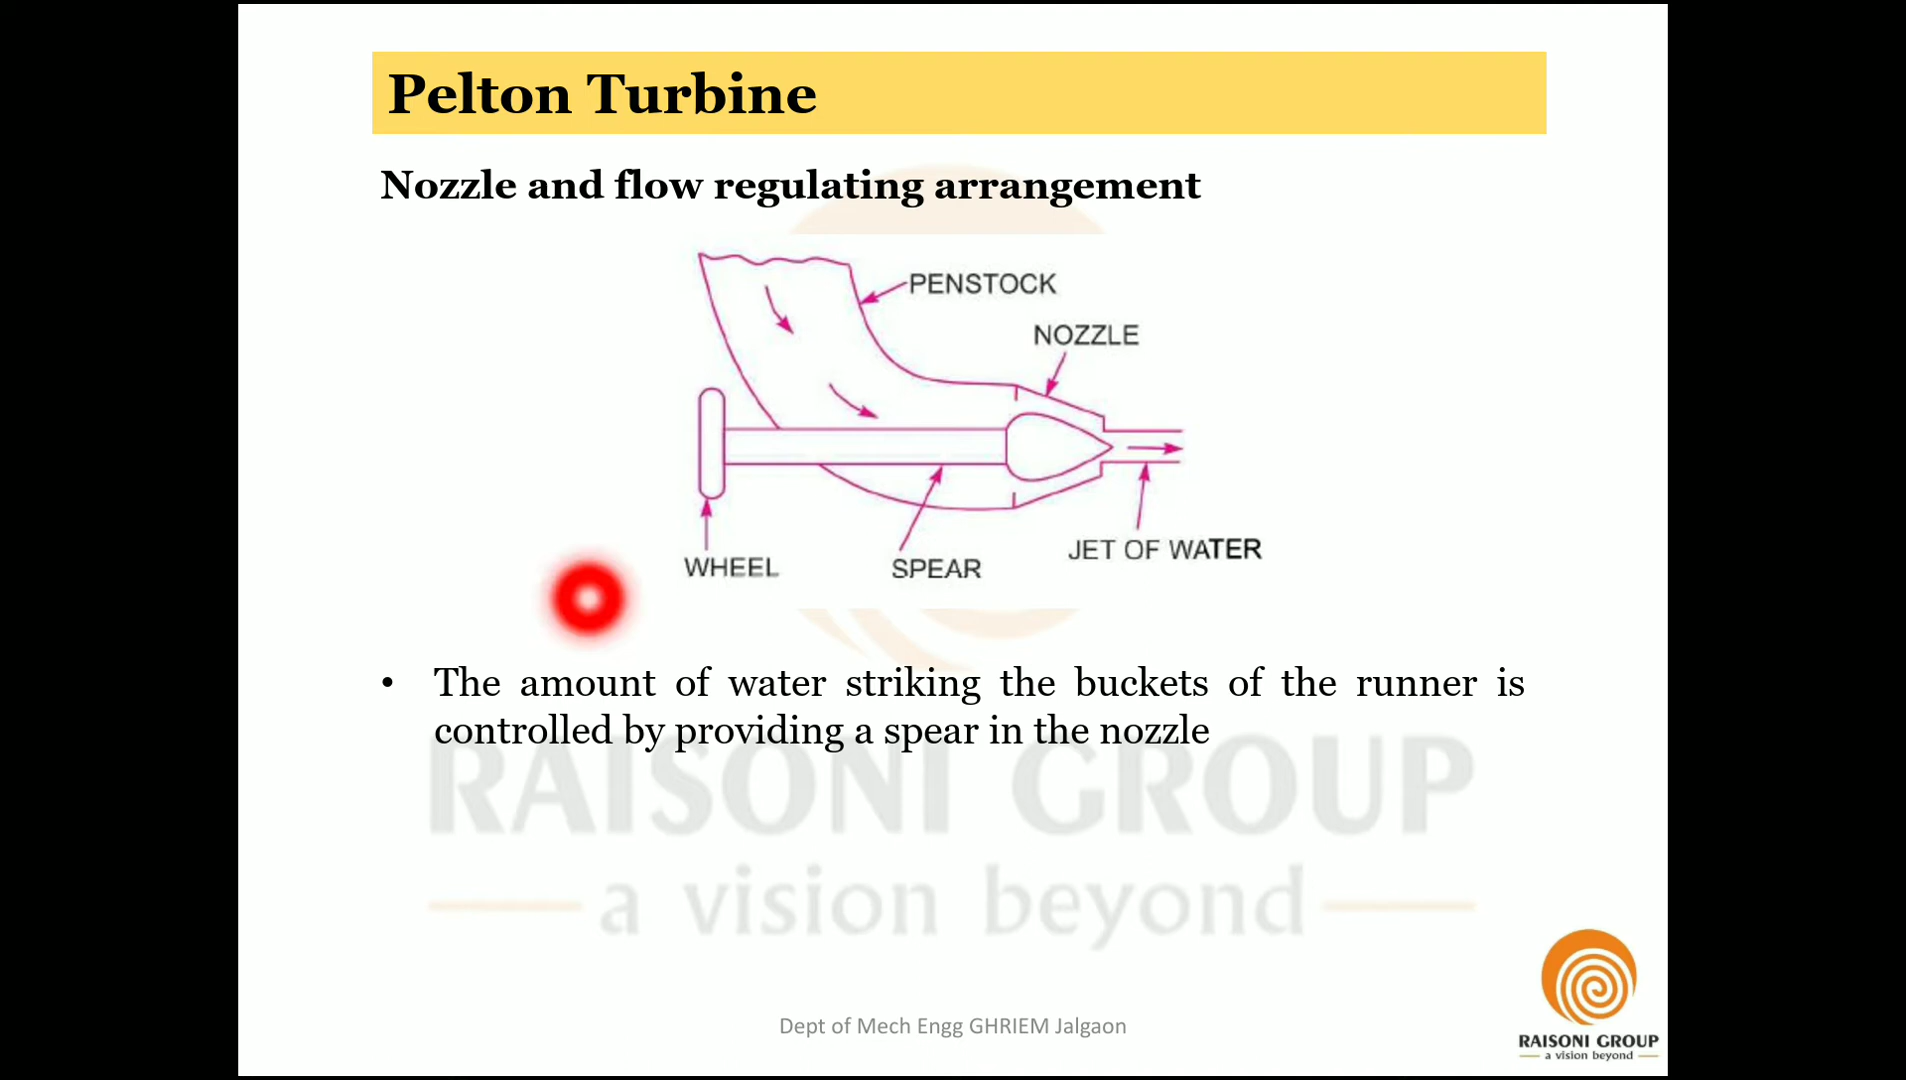 Pelton Turbine
Nozzle and flow regulating arrangement
PENSTOCK
NOZZLE
JET OF WATER
WHEEL
SPEAR
• The amount of water striking the buckets of the runner is
controlled by providing a spear in the nozzle
RAISONI GROUP
a vision beyond
Dept of Mech Engg GHRIEM Jalgaon
RAISONI GROUP
a vision beyond